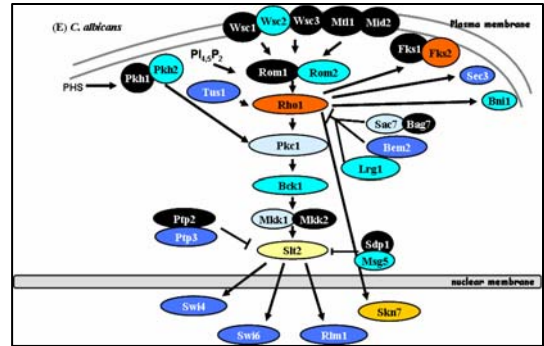 (E) C. albicans
Wsc1 Wsc2 Wsc3 Mtl1 Mid2
Plasma membrane
Fks1 Fks2
PI4,5P2
Pkh1 Pkh2
PHS
Rom1 Rom2
Sec3
Tus1
Rho1
Bni1
Sac7 Bag7
Pkc1
Bem2
Lrg1
Bck1
Mkk1 Mkk2
Ptp2
Ptp3
Sdp1
Slt2
Msg5
nuclear membrane
Swi4
Skn7
Swi6
Rlm1